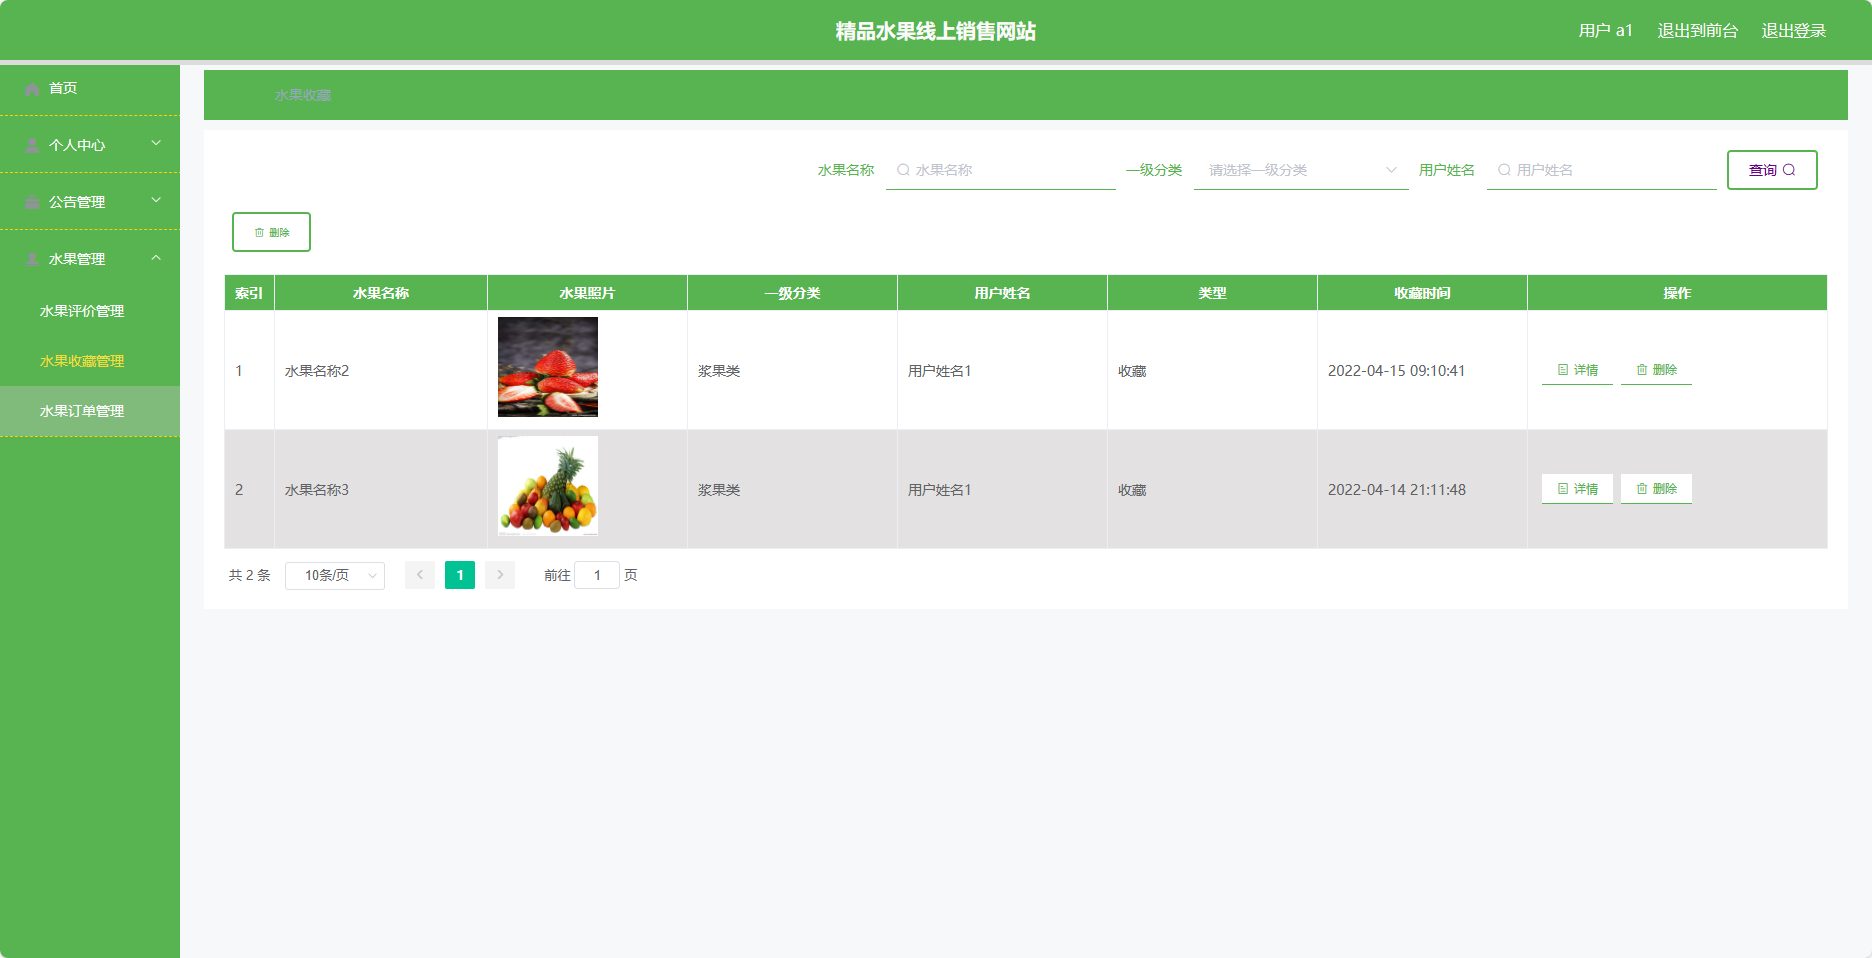 精品水果线上销售网站
用户 a1 退出到前台 退出登录
首页
个人中心
公告管理
水果管理
水果评价管理
水果收藏管理
水果订单管理
水果收藏
水果名称 水果名称 一级分类 请选择一级分类 用户姓名 用户姓名 查询
删除
索引 水果名称 水果照片 一级分类 用户姓名 类型 收藏时间 操作
1 水果名称2 浆果类 用户姓名1 收藏 2022-04-15 09:10:41 详情 删除
2 水果名称3 浆果类 用户姓名1 收藏 2022-04-14 21:11:48 详情 删除
共 2 条 10条/页 1 前往 1 页